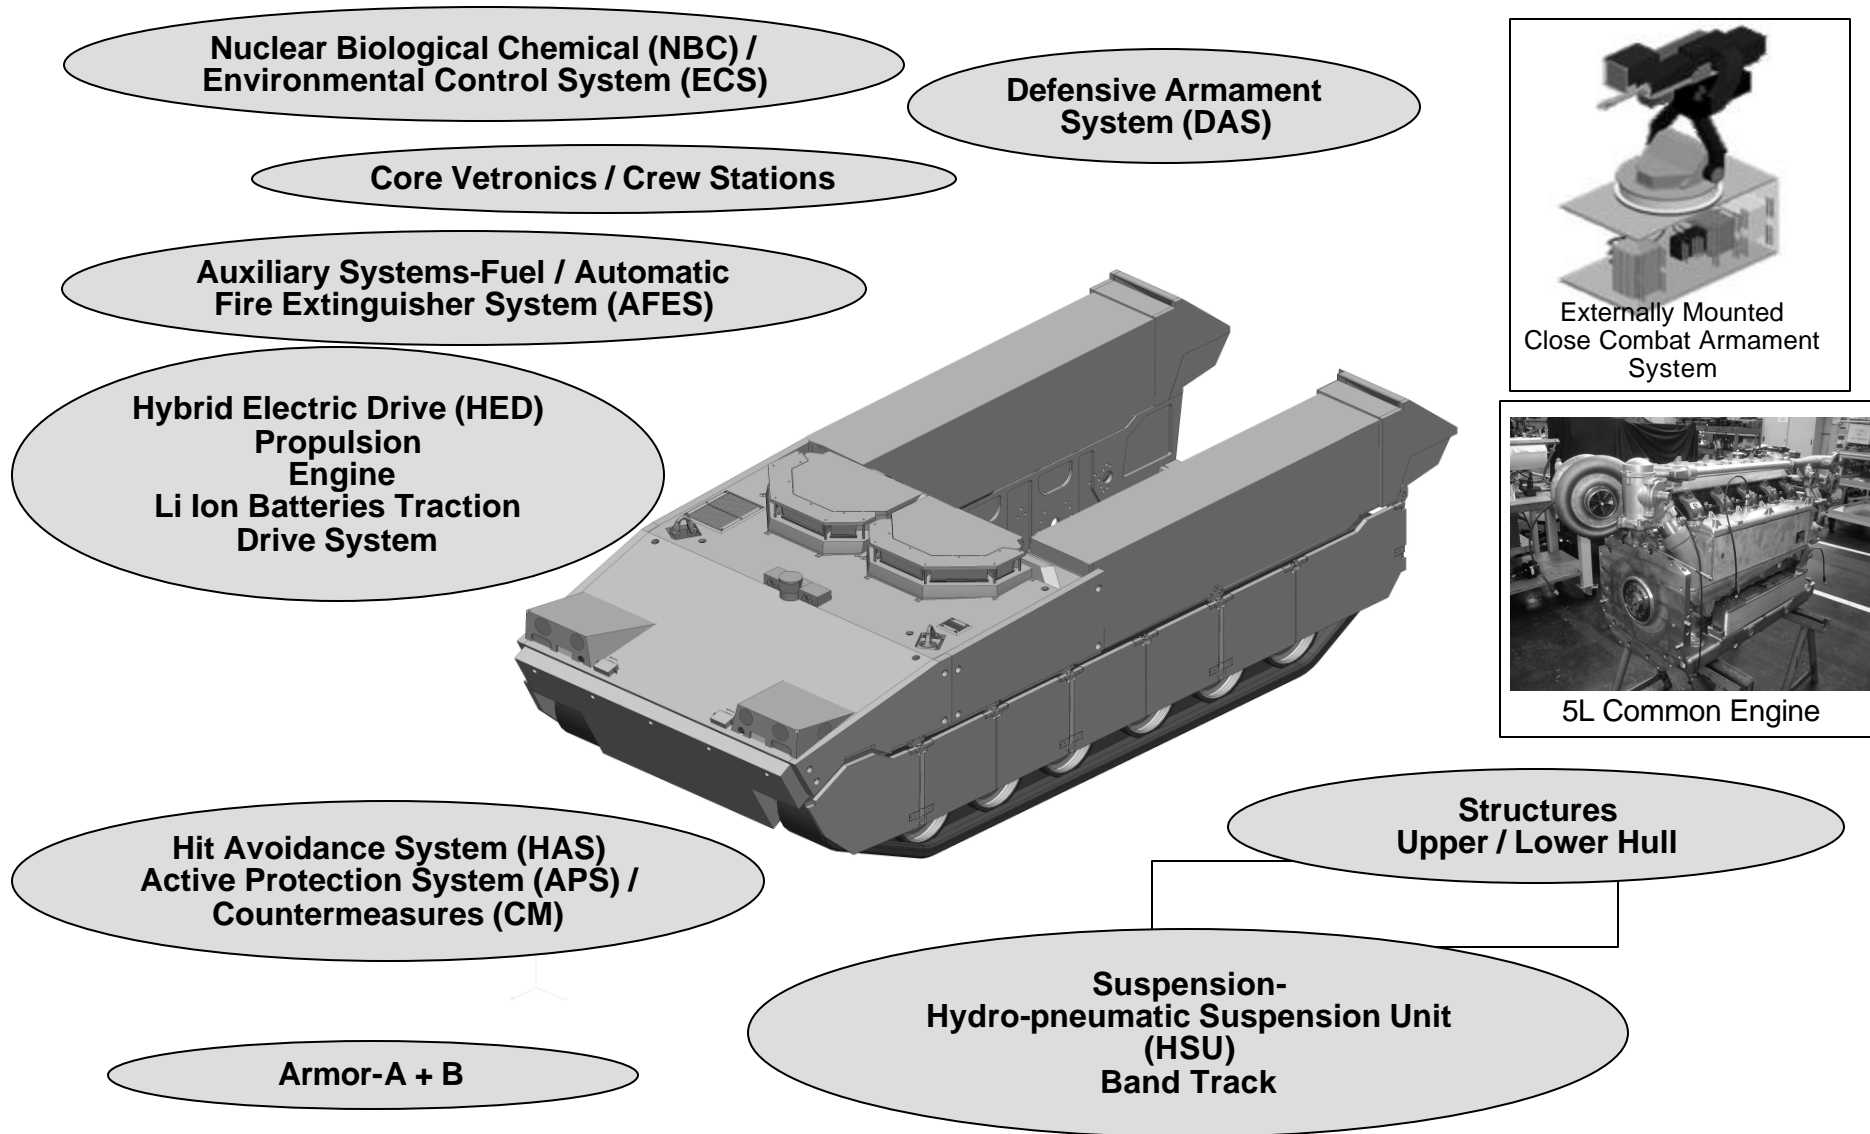 Nuclear Biological Chemical (NBC) /
Environmental Control System (ECS)
Defensive Armament
System (DAS)
Core Vetronics / Crew Stations
Auxiliary Systems-Fuel / Automatic
Fire Extinguisher System (AFES)
Externally Mounted
Close Combat Armament
System
Hybrid Electric Drive (HED)
Propulsion
Engine
Li Ion Batteries Traction
Drive System
5L Common Engine
Structures
Upper / Lower Hull
Hit Avoidance System (HAS)
Active Protection System (APS) /
Countermeasures (CM)
Suspension-
Hydro-pneumatic Suspension Unit
(HSU)
Band Track
Armor-A + B